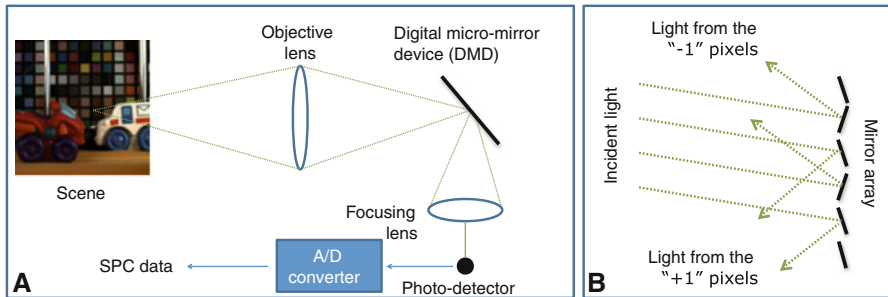 Objective
lens
Digital micro-mirror
device (DMD)
Scene
Focusing
lens
A/D
converter
SPC data
Photo-detector
A
Light from the
"-1" pixels
Incident light
Mirror array
Light from the
"+1" pixels
B